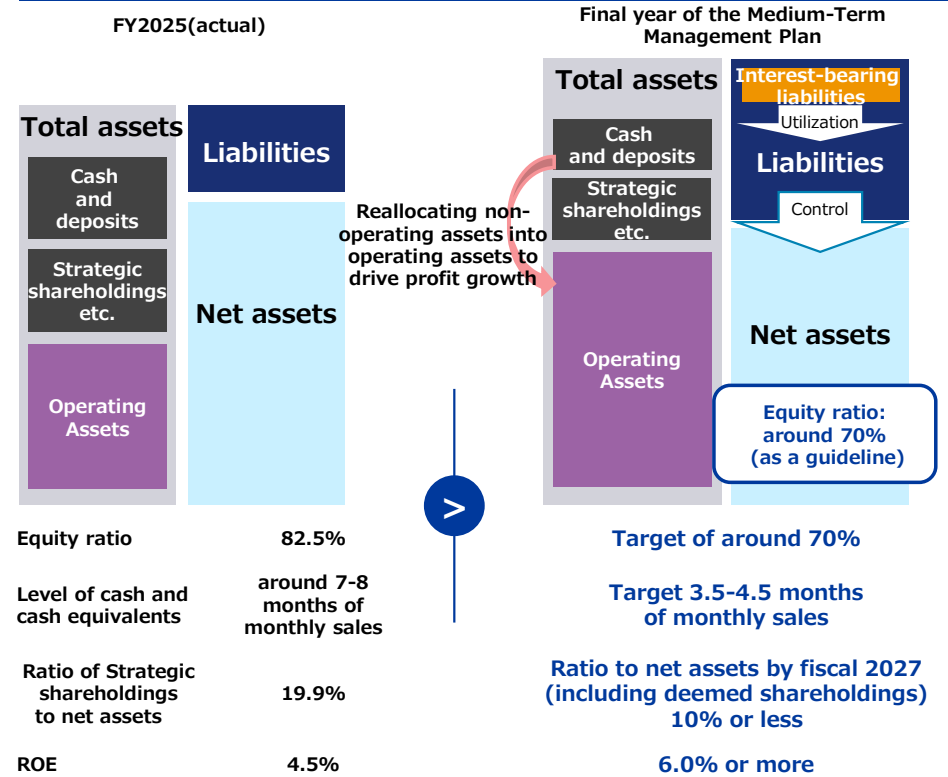 FY2025(actual)
Final year of the Medium-Term
Management Plan
Total assets
Cash
and
deposits
Strategic
shareholdings
etc.
Operating
Assets
Liabilities
Net assets
Reallocating non-
operating assets into
operating assets to
drive profit growth
Total assets
Cash
and deposits
Strategic
shareholdings
etc.
Operating
Assets
Interest-bearing
liabilities
Utilization
Liabilities
Control
Net assets
Equity ratio:
around 70%
(as a guideline)
>
Equity ratio
82.5%
Target of around 70%
Level of cash and
cash equivalents
around 7-8
months of
monthly sales
Target 3.5-4.5 months
of monthly sales
Ratio of Strategic
shareholdings
to net assets
19.9%
Ratio to net assets by fiscal 2027
(including deemed shareholdings)
10% or less
ROE
4.5%
6.0% or more